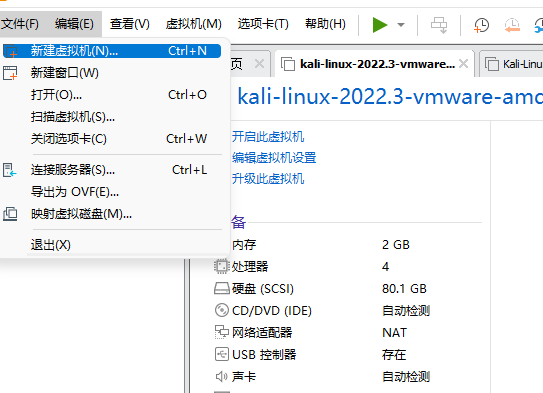 文件(F) 编辑(E) 查看(V) 虚拟机(M) 选项卡(T) 帮助(H)
新建虚拟机(N)... Ctrl+N
页 kali-linux-2022.3-vmware... Kali-Linu
新建窗口(W)
打开(O)... Ctrl+O
kali-linux-2022.3-vmware-amd
扫描虚拟机(S)...
关闭选项卡(C) Ctrl+W
开启此虚拟机
编辑虚拟机设置
连接服务器(S)... Ctrl+L
升级此虚拟机
导出为 OVF(E)...
映射虚拟磁盘(M)...
备
退出(X)
内存 2 GB
处理器 4
硬盘 (SCSI) 80.1 GB
CD/DVD (IDE) 自动检测
网络适配器 NAT
USB 控制器 存在
声卡 自动检测